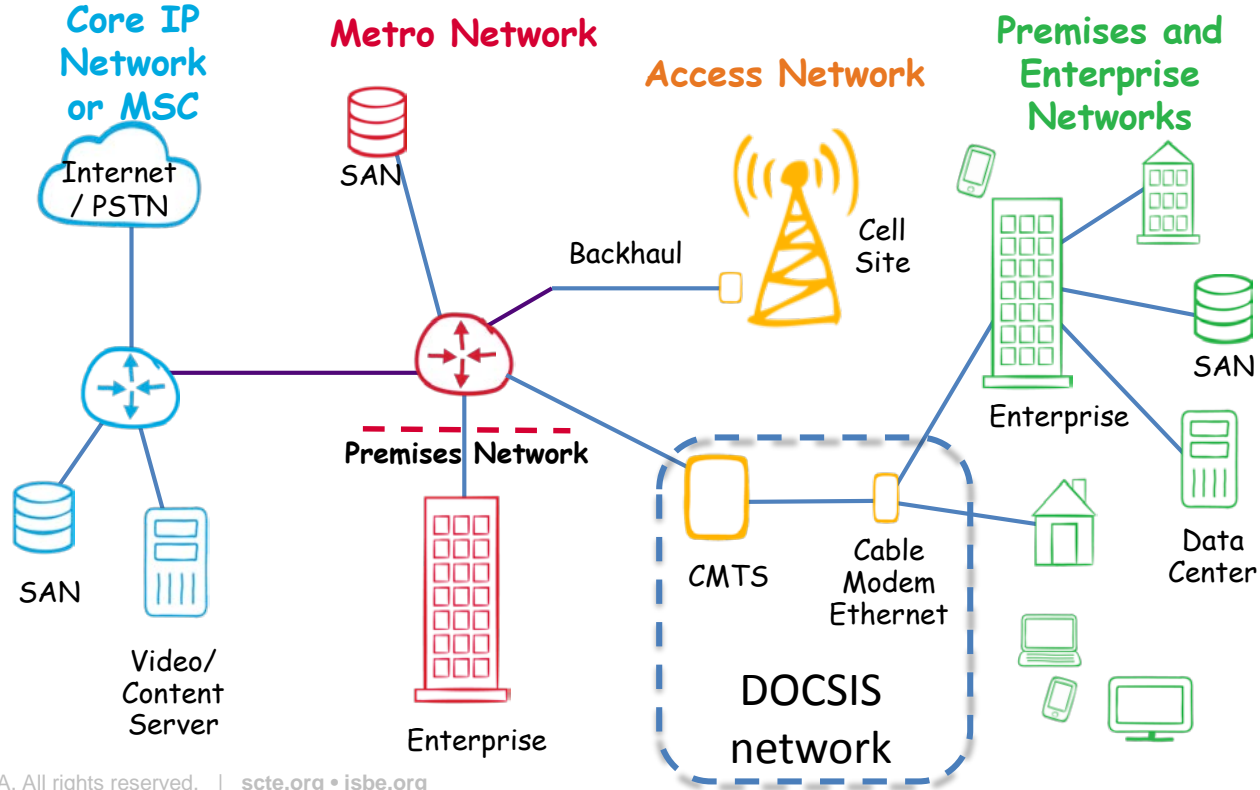 Core IP
Network
or MSC
Metro Network
Access Network
Premises and
Enterprise
Networks
Internet
/ PSTN
SAN
Backhaul
Cell
Site
SAN
Enterprise
Premises Network
CMTS
Cable
Modem
Ethernet
Data
Center
SAN
Video/
Content
Server
Enterprise
DOCSIS
network
A. All rights reserved. | scte.org • isbe.org